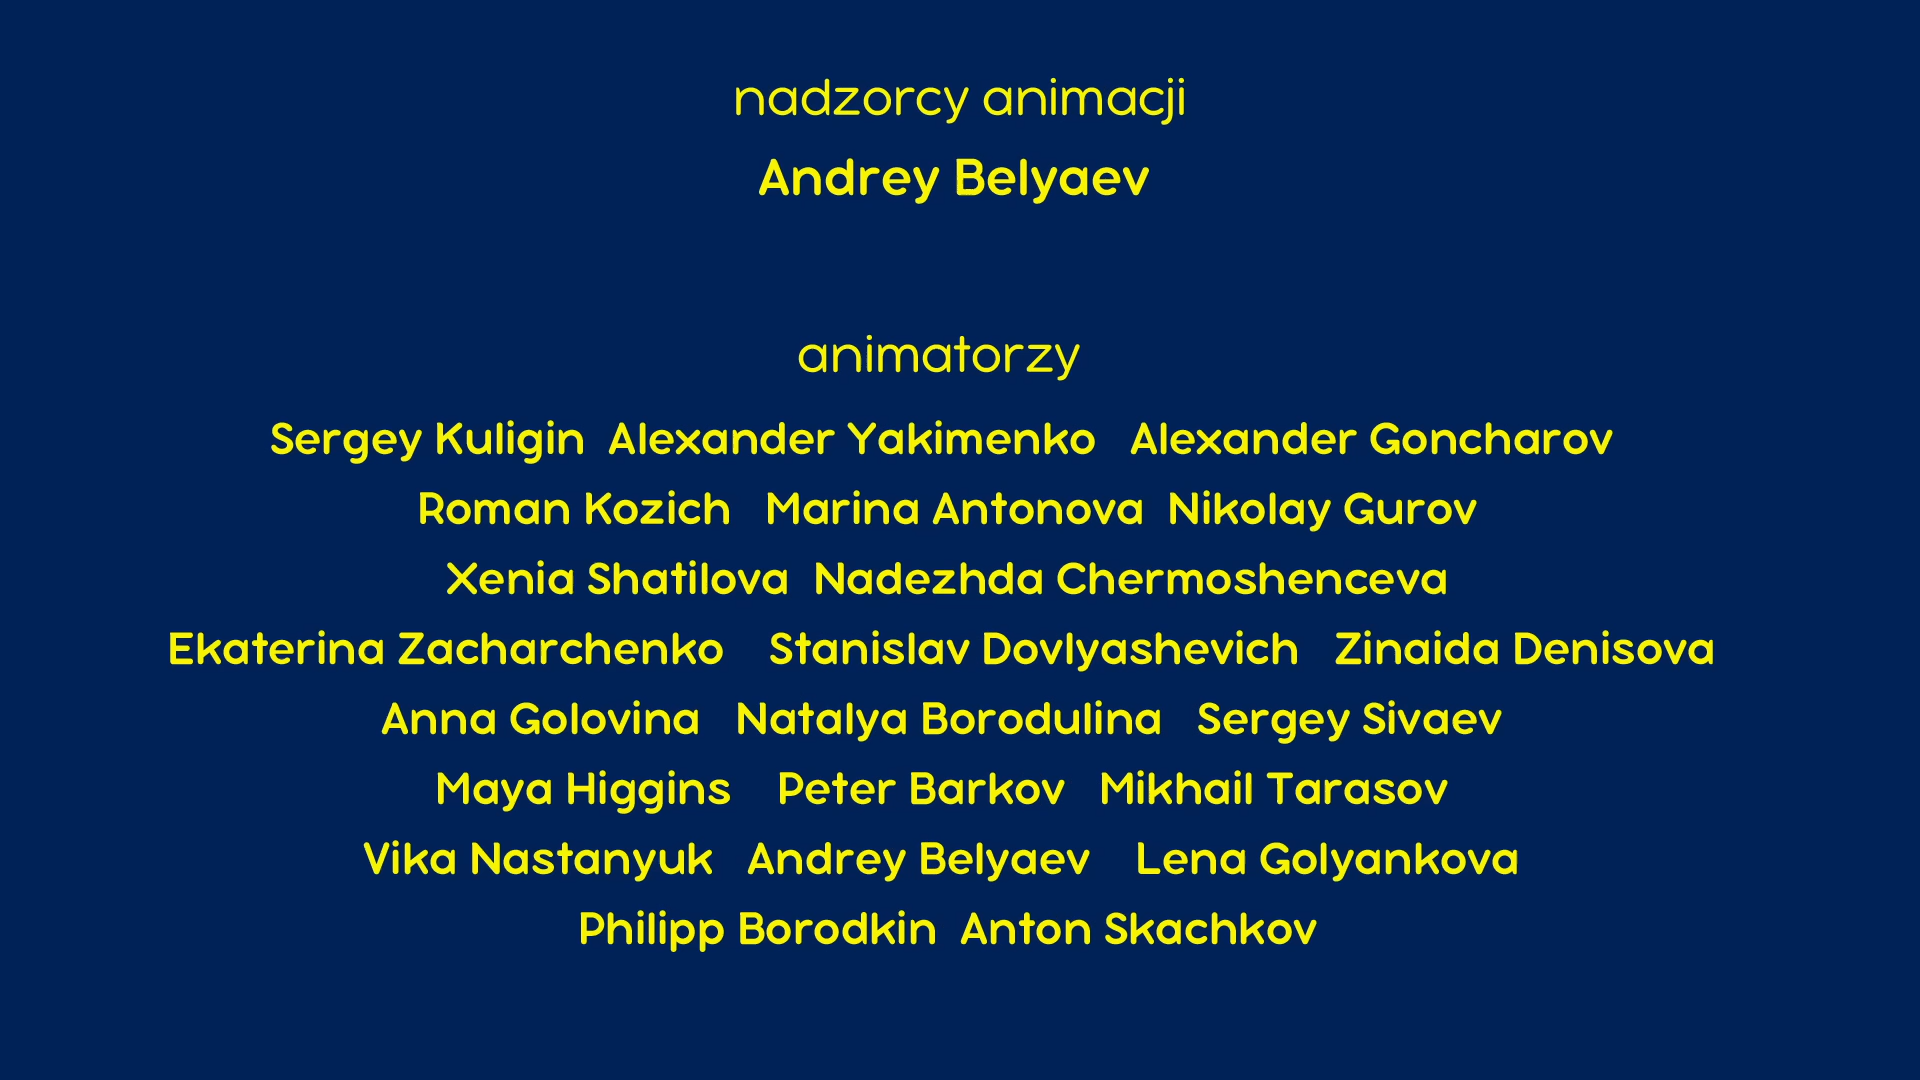 nadzorcy animacji
Andrey Belyaev
animatorzy
Sergey Kuligin Alexander Yakimenko Alexander Goncharov
Roman Kozich Marina Antonova Nikolay Gurov
Xenia Shatilova Nadezhda Chermoshenceva
Ekaterina Zacharchenko Stanislav Dovlyashevich Zinaida Denisova
Anna Golovina Natalya Borodulina Sergey Sivaev
Maya Higgins Peter Barkov Mikhail Tarasov
Vika Nastanyuk Andrey Belyaev Lena Golyankova
Philipp Borodkin Anton Skachkov